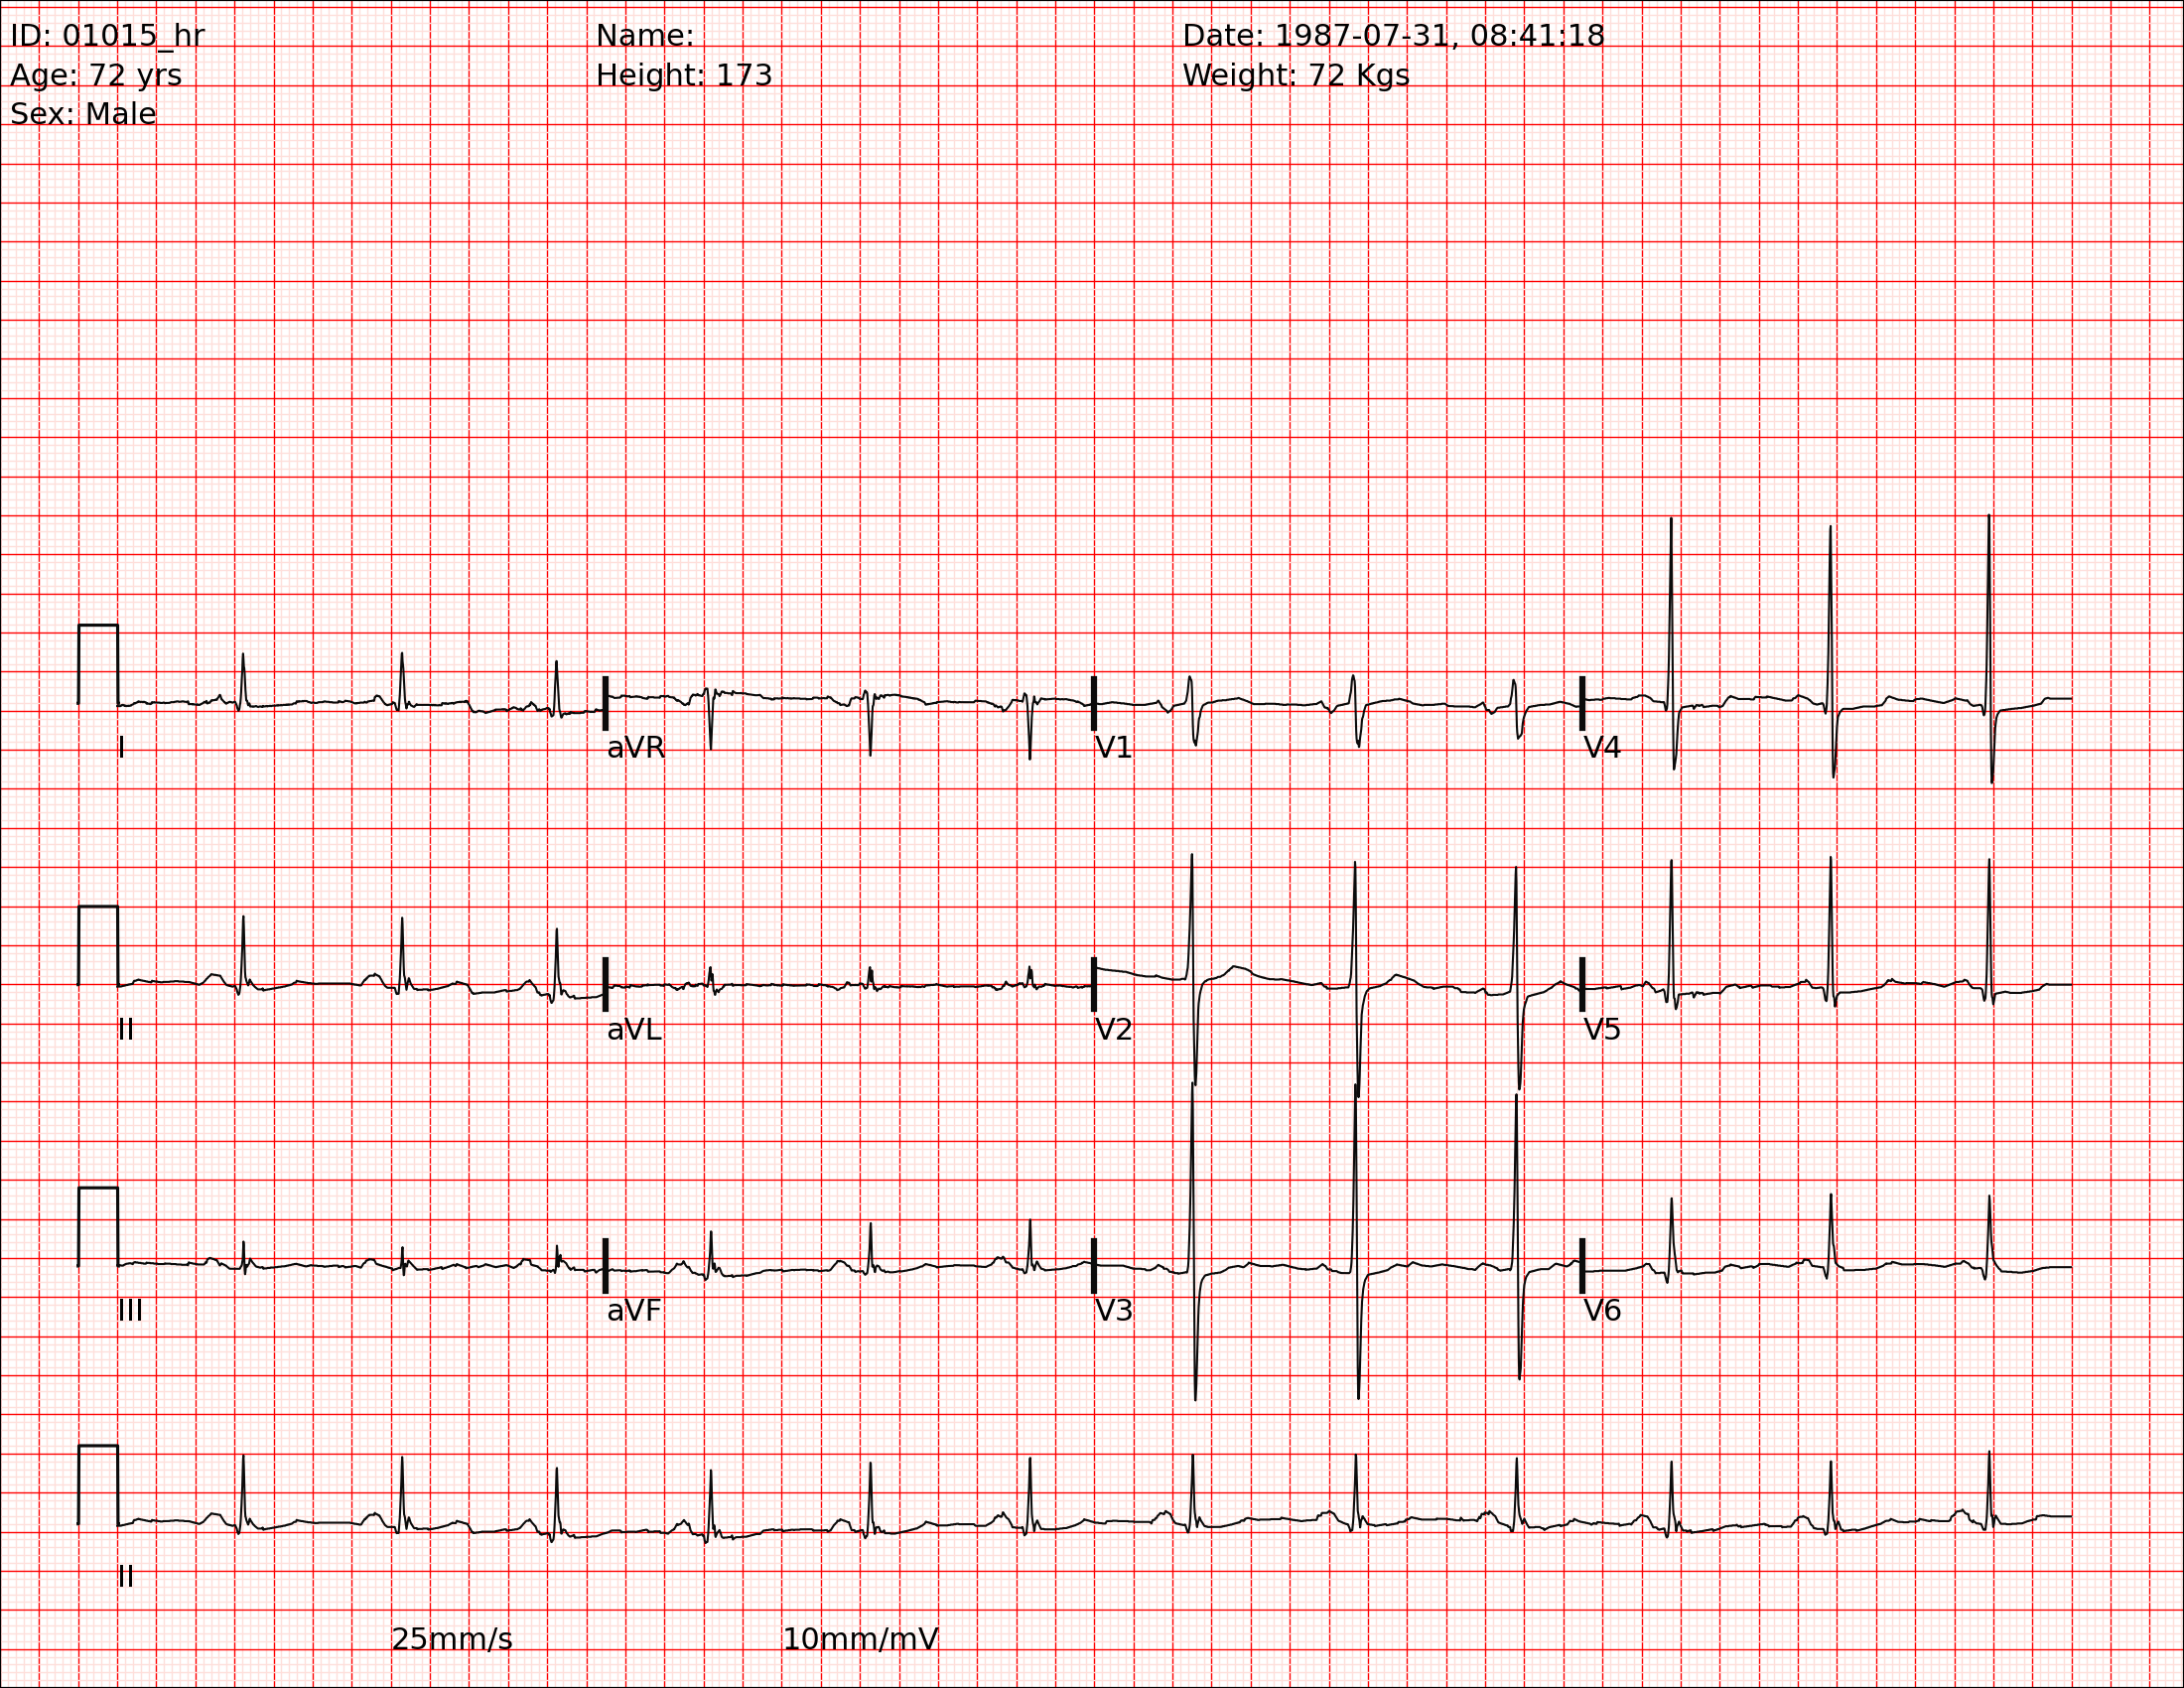 ID: 01015_hr Name: Date: 1987-07-31, 08:41:18
Age: 72 yrs Height: 173 Weight: 72 Kgs
Sex: Male
I aVR V1 V4
II aVL V2 V5
III aVF V3 V6
II
25mm/s 10mm/mV